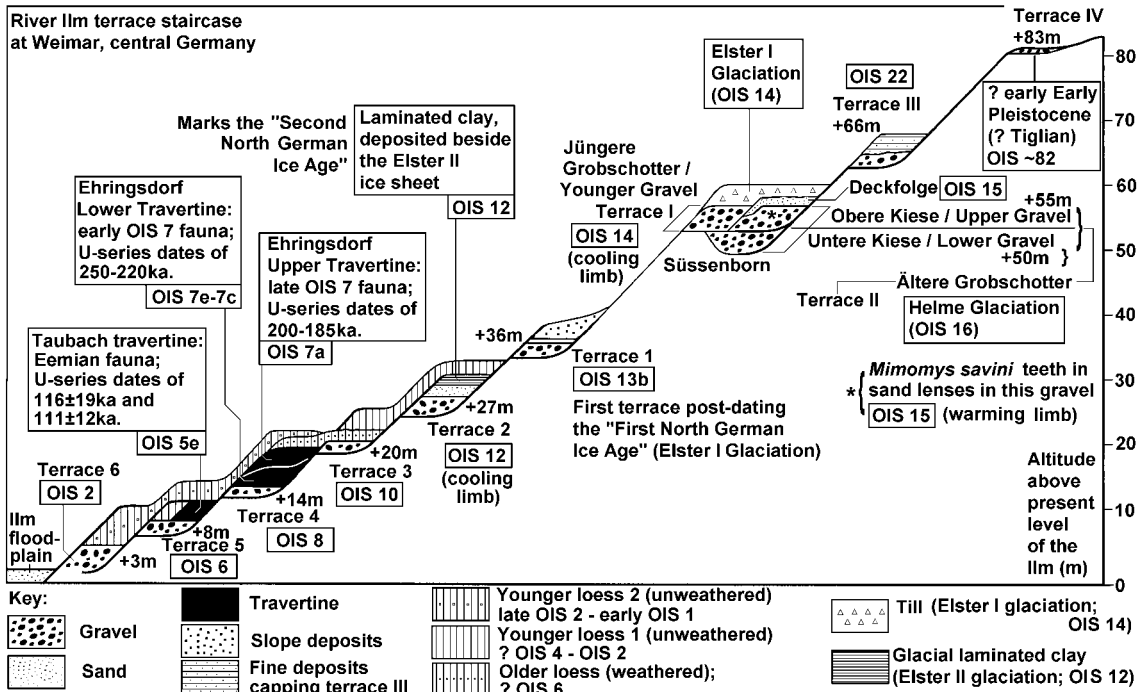 River Ilm terrace staircase
at Weimar, central Germany
Terrace IV
+83m
80
? early Early
Pleistocene
(? Tiglian)
OIS ~82
Elster I
Glaciation
(OIS 14)
OIS 22
Terrace III
+66m
70
Marks the "Second
North German
Ice Age"
Laminated clay,
deposited beside
the Elster II
ice sheet
OIS 12
Jüngere
Grobschotter /
Younger Gravel
Terrace I
OIS 14
(cooling
limb)
60
Deckfolge
OIS 15
+55m
*
Obere Kiese / Upper Gravel
Untere Kiese / Lower Gravel
+50m
}
}
50
Süssenborn
Ältere Grobschotter
Terrace II
Helme Glaciation
(OIS 16)
40
Ehringsdorf
Lower Travertine:
early OIS 7 fauna;
U-series dates of
250-220ka.
OIS 7e-7c
Ehringsdorf
Upper Travertine:
late OIS 7 fauna;
U-series dates of
200-185ka.
OIS 7a
Taubach travertine:
Eemian fauna;
U-series dates of
116±19ka and
111±12ka.
OIS 5e
+36m
Terrace 1
OIS 13b
First terrace post-dating
the "First North German
Ice Age" (Elster I Glaciation)
*{
Mimomys savini teeth in
sand lenses in this gravel
OIS 15 (warming limb)
30
+27m
Terrace 2
OIS 12
(cooling
limb)
20
+20m
Terrace 3
OIS 10
+14m
Terrace 4
OIS 8
+8m
Terrace 5
OIS 6
Terrace 6
OIS 2
+3m
Ilm
flood-
plain
10
Altitude
above
present
level
of the
Ilm (m)
0
Key:
Gravel
Sand
Travertine
Slope deposits
Fine deposits
capping terrace III
Younger loess 2 (unweathered)
late OIS 2 - early OIS 1
Younger loess 1 (unweathered)
? OIS 4 - OIS 2
Older loess (weathered);
? OIS 6
Till (Elster I glaciation;
OIS 14)
Glacial laminated clay
(Elster II glaciation; OIS 12)